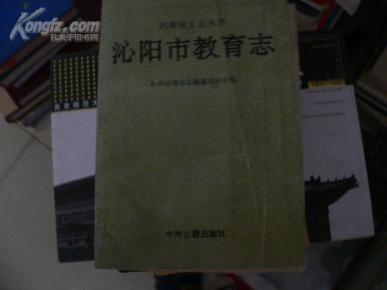 孔夫子旧书网
Kongfz.com
河南地方志丛书
沁阳市教育志
中州古籍出版社